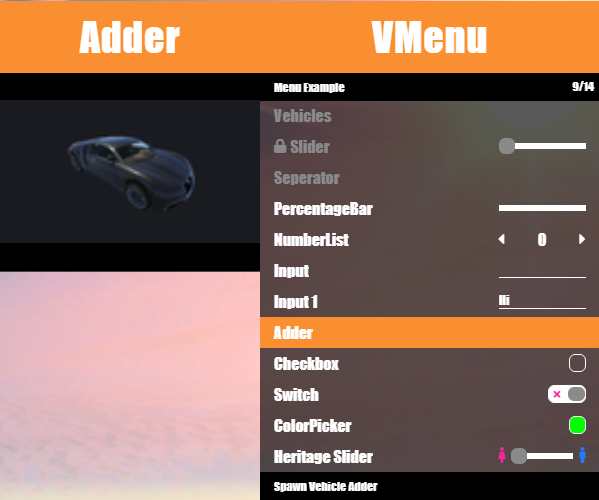 Adder
VMenu
Menu Example 9/14
Vehicles
Slider
Seperator
PercentageBar
NumberList 0
Input
Input 1 Hi
Adder
Checkbox
Switch
ColorPicker
Heritage Slider
Spawn Vehicle Adder